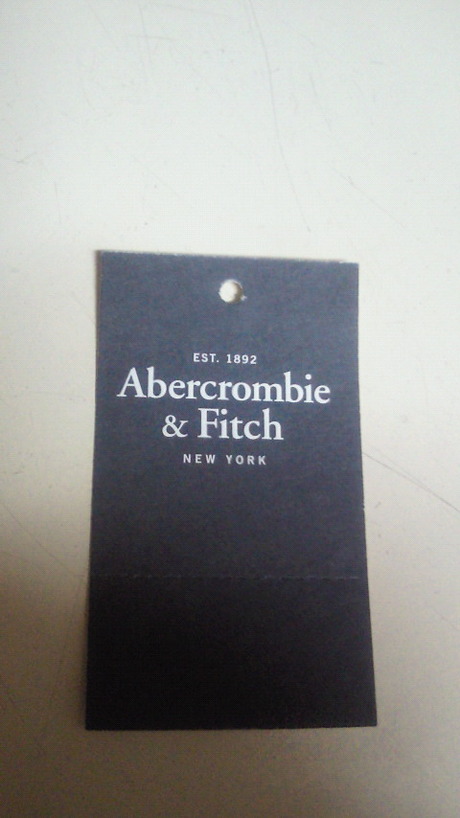 EST. 1892
Abercrombie
& Fitch
NEW YORK